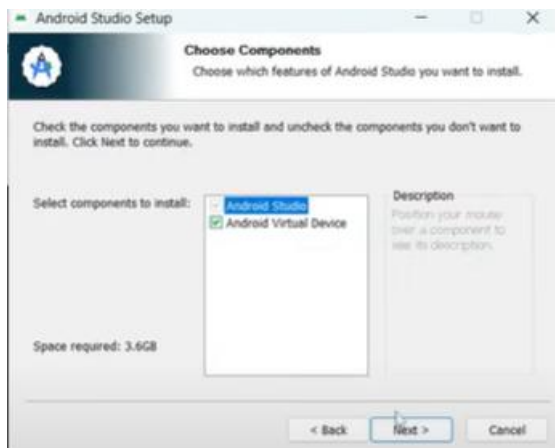 Android Studio Setup
Choose Components
Choose which features of Android Studio you want to install.
Check the components you want to install and uncheck the components you don't want to
install. Click Next to continue.
Select components to install:
Android Studio
Android Virtual Device
Description
Position your mouse
over a component to
see its description.
Space required: 3.6GB
< Back
Next >
Cancel